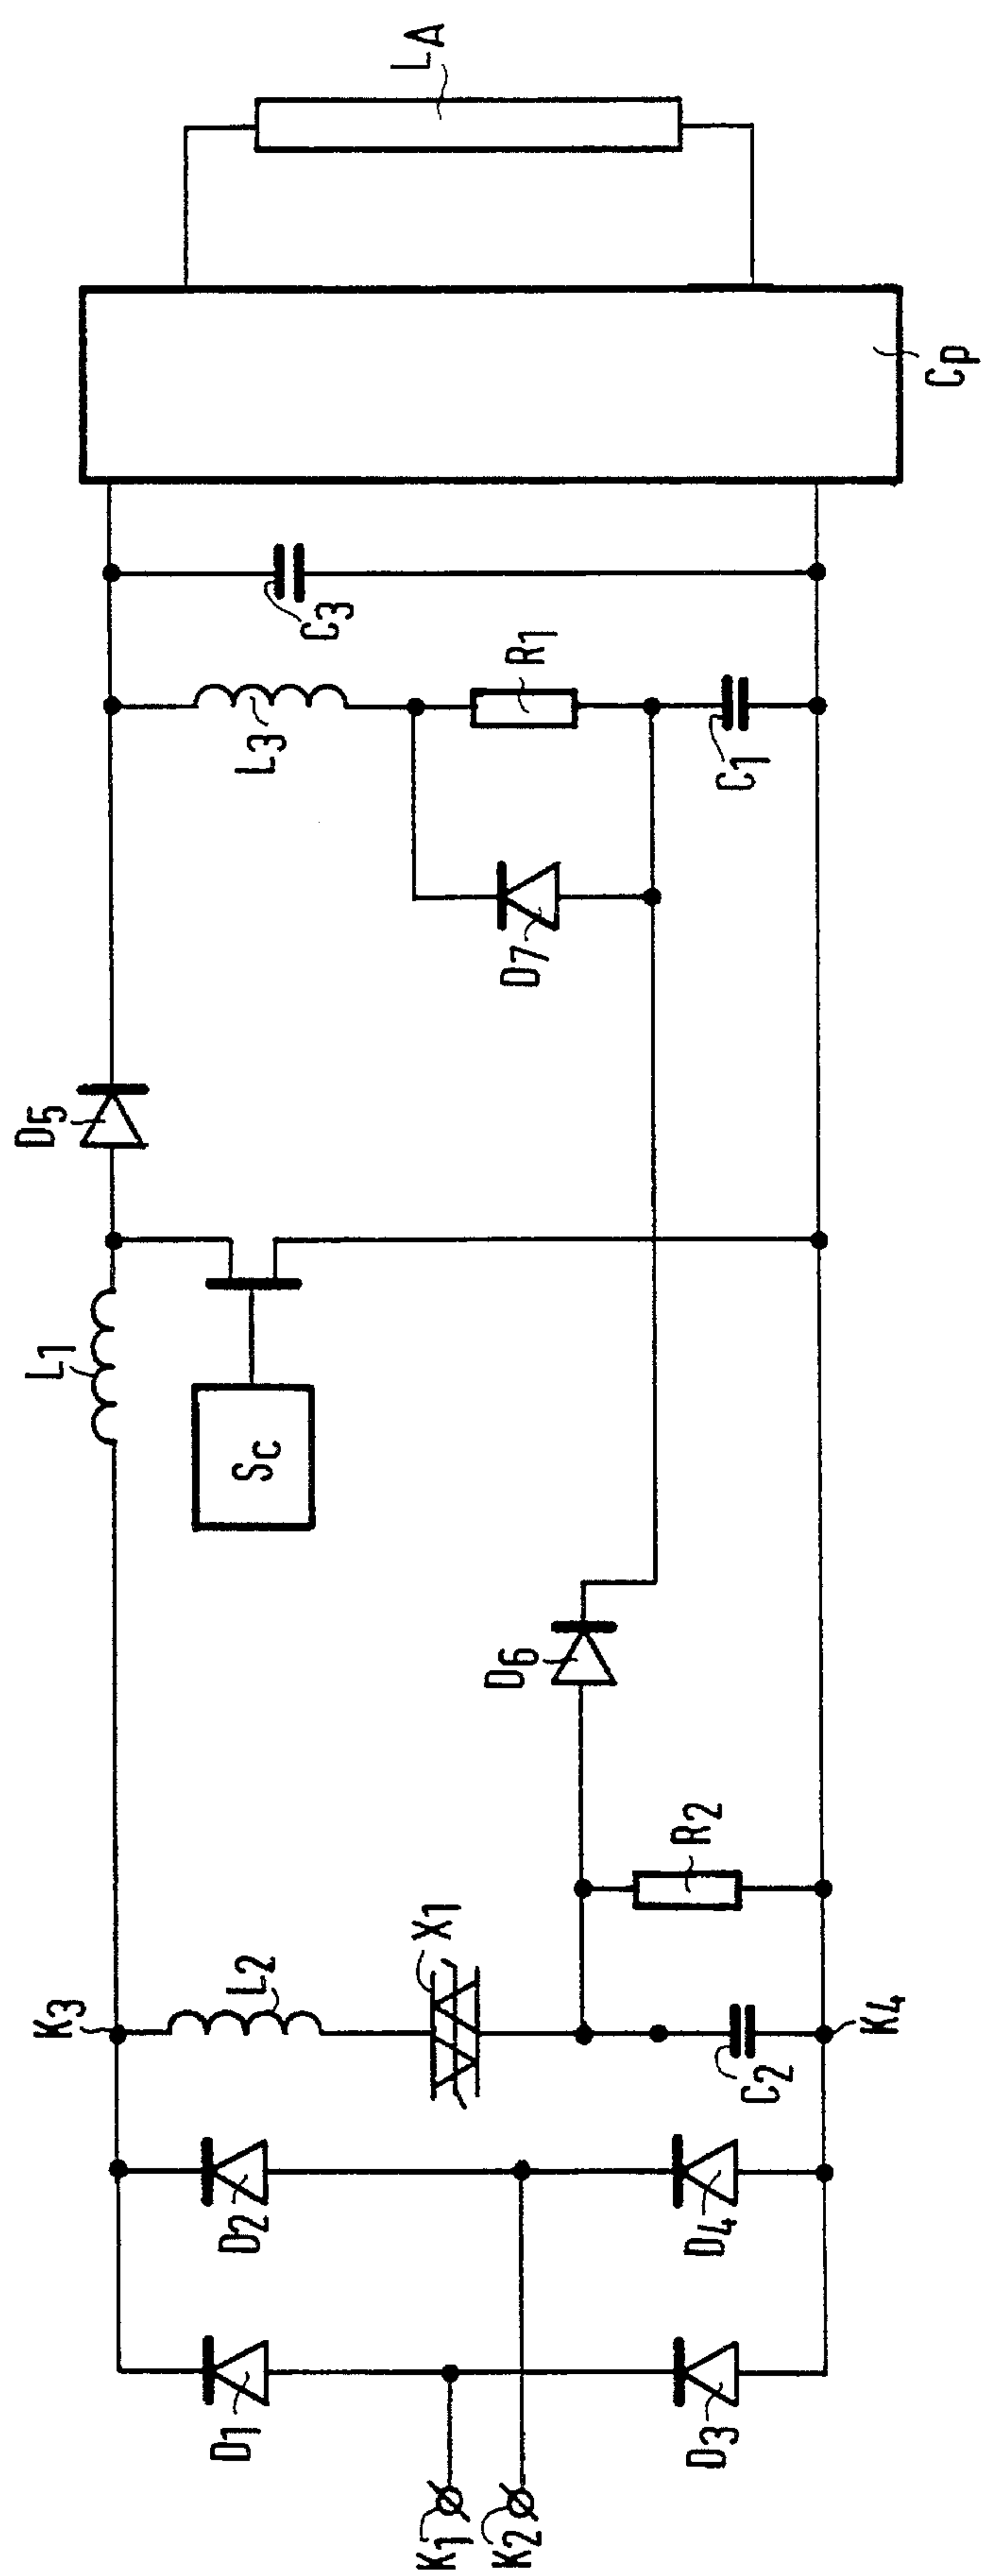 LA
Cp
C3
R1
L3
C1
D7
D5
L1
Sc
D6
R2
X1
L2
K3
K4
C2
D2
D4
D1
D3
K1
K2